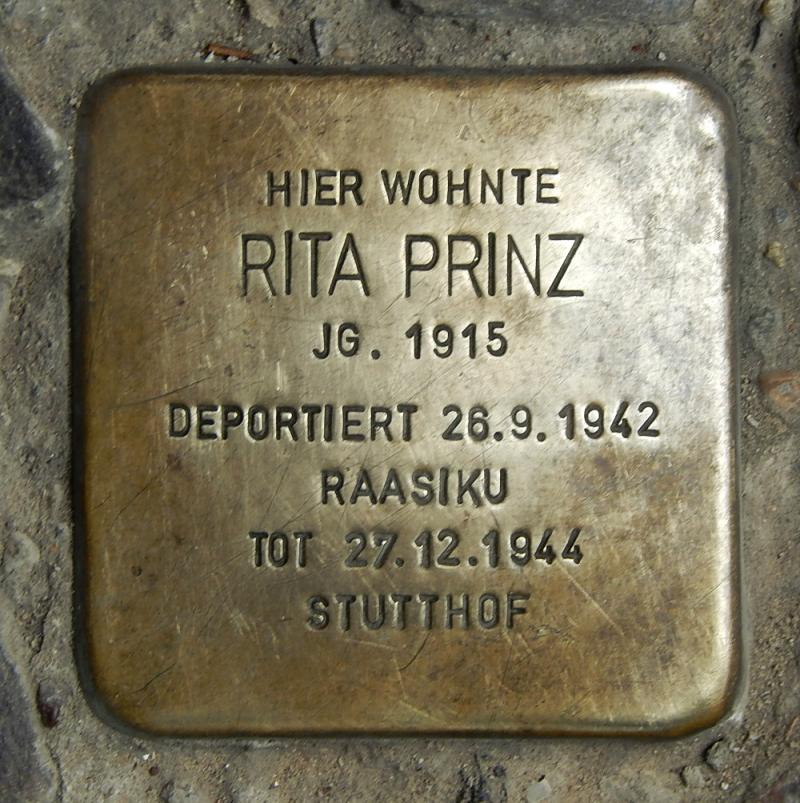 HIER WOHNTE
RITA PRINZ
JG. 1915
DEPORTIERT 26.9.1942
RAASIKU
TOT 27.12.1944
STUTTHOF